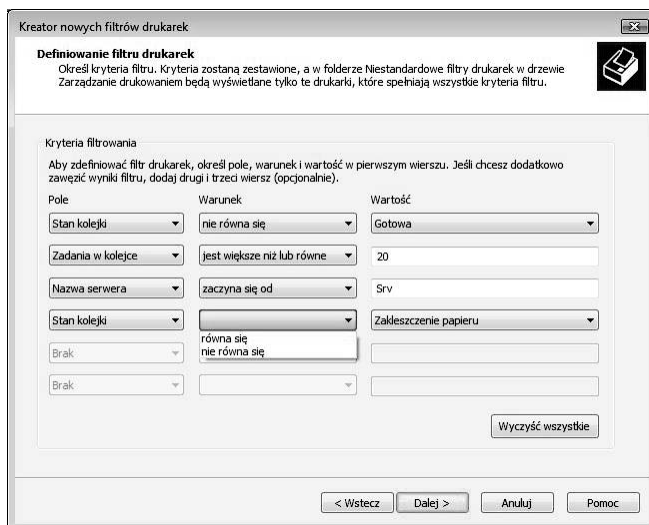 Kreator nowych filtrów drukarek
Definiowanie filtru drukarek
Określ kryteria filtru. Kryteria zostaną zestawione, a w folderze Niestandardowe filtry drukarek w drzewie
Zarządzanie drukowaniem będą wyświetlane tylko te drukarki, które spełniają wszystkie kryteria filtru.
Kryteria filtrowania
Aby zdefiniować filtr drukarek, określ pole, warunek i wartość w pierwszym wierszu. Jeśli chcesz dodatkowo
zawęzić wyniki filtru, dodaj drugi i trzeci wiersz (opcjonalnie).
Pole Warunek Wartość
Stan kolejki nie równa się Gotowa
Zadania w kolejce jest większe niż lub równe 20
Nazwa serwera zaczyna się od Srv
Stan kolejki Zakleszczenie papieru
równa się
Brak nie równa się
Brak
Wyczyść wszystkie
< Wstecz Dalej > Anuluj Pomoc